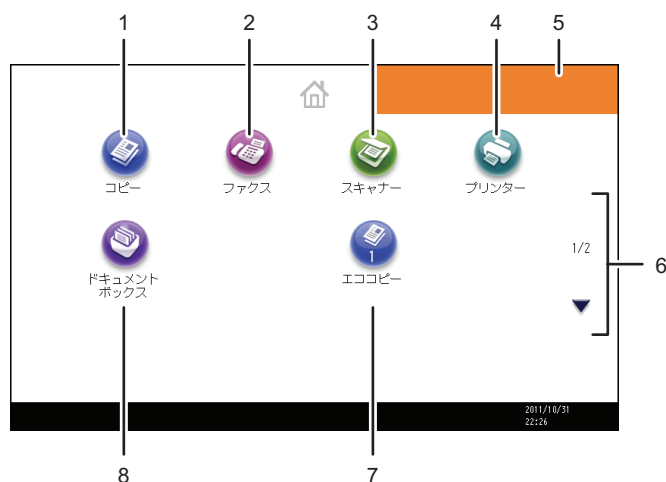 1
2
3
4
5
コピー
ファクス
スキャナー
プリンター
1/2
6
1
ドキュメント
ボックス
エココピー
2011/10/31
22:26
8
7